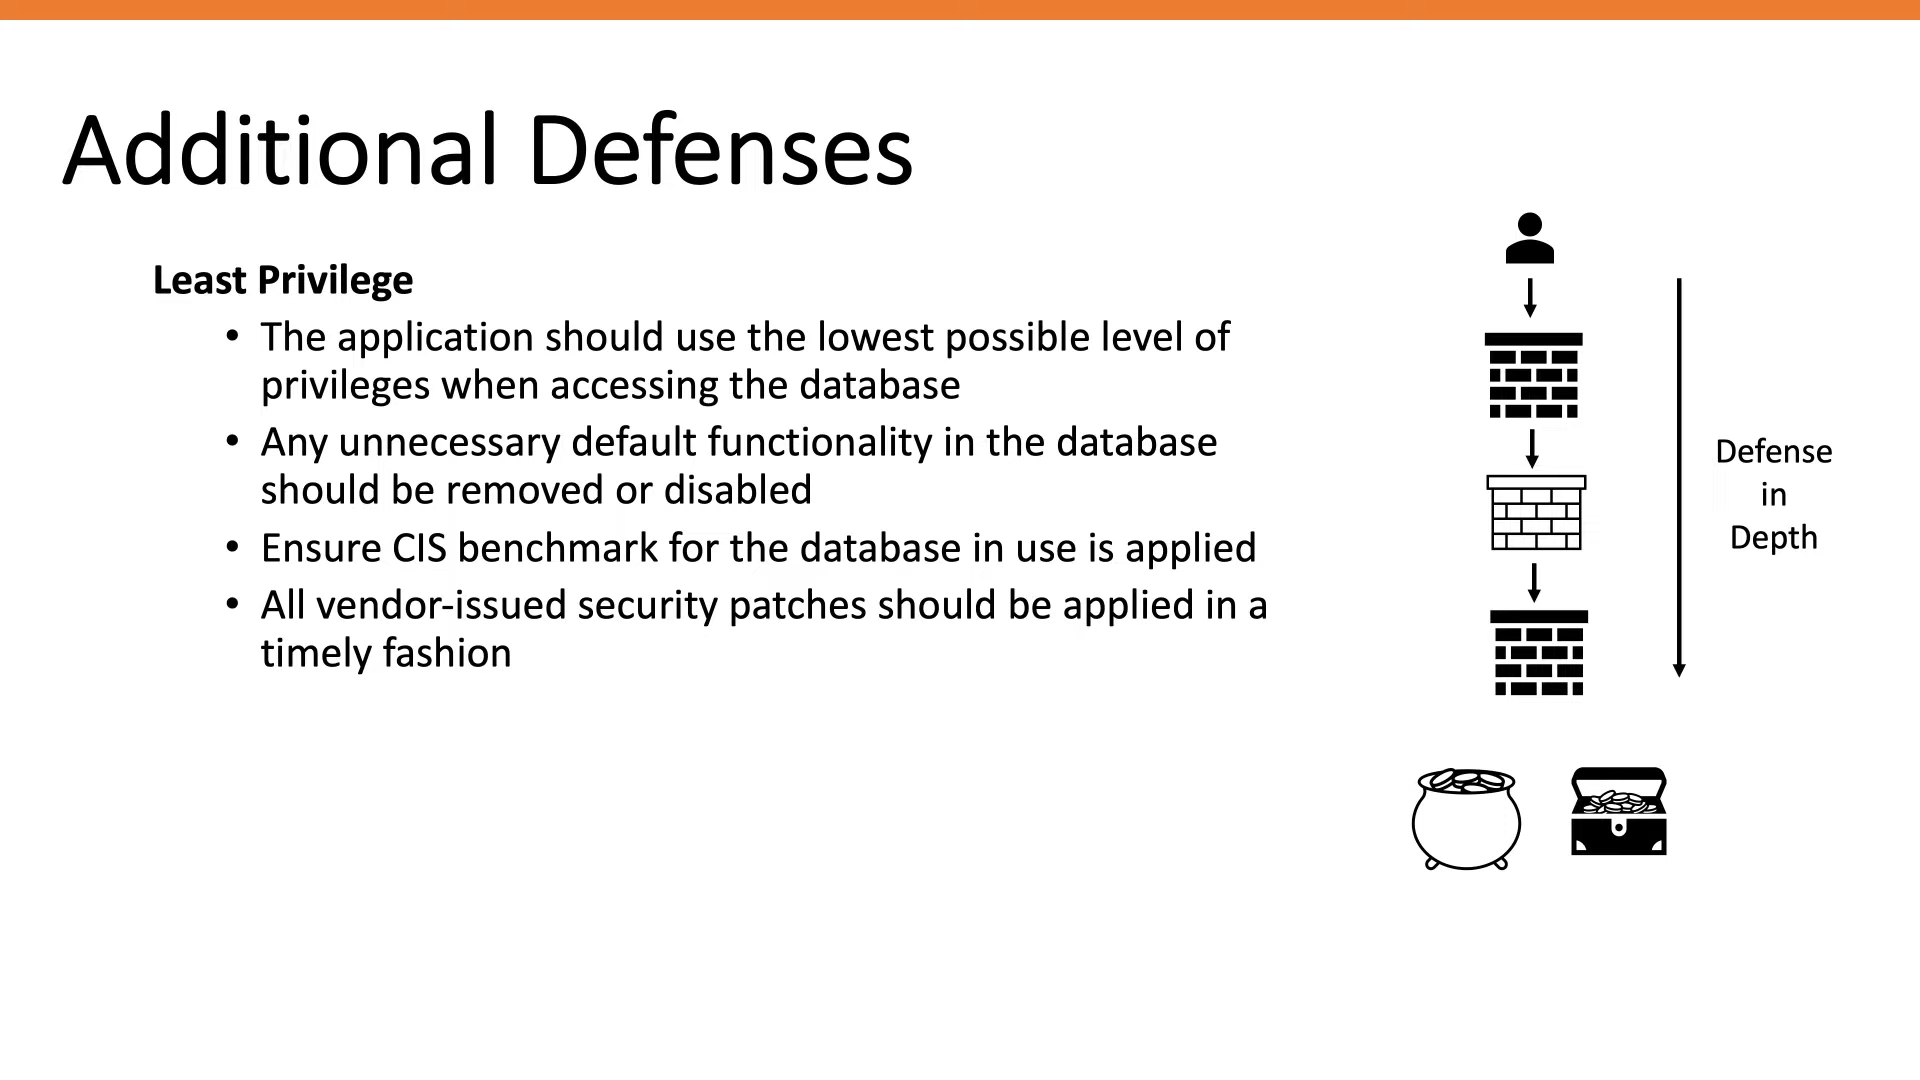 Additional Defenses
Least Privilege
• The application should use the lowest possible level of
privileges when accessing the database
• Any unnecessary default functionality in the database
should be removed or disabled
• Ensure CIS benchmark for the database in use is applied
• All vendor-issued security patches should be applied in a
timely fashion
Defense
in
Depth